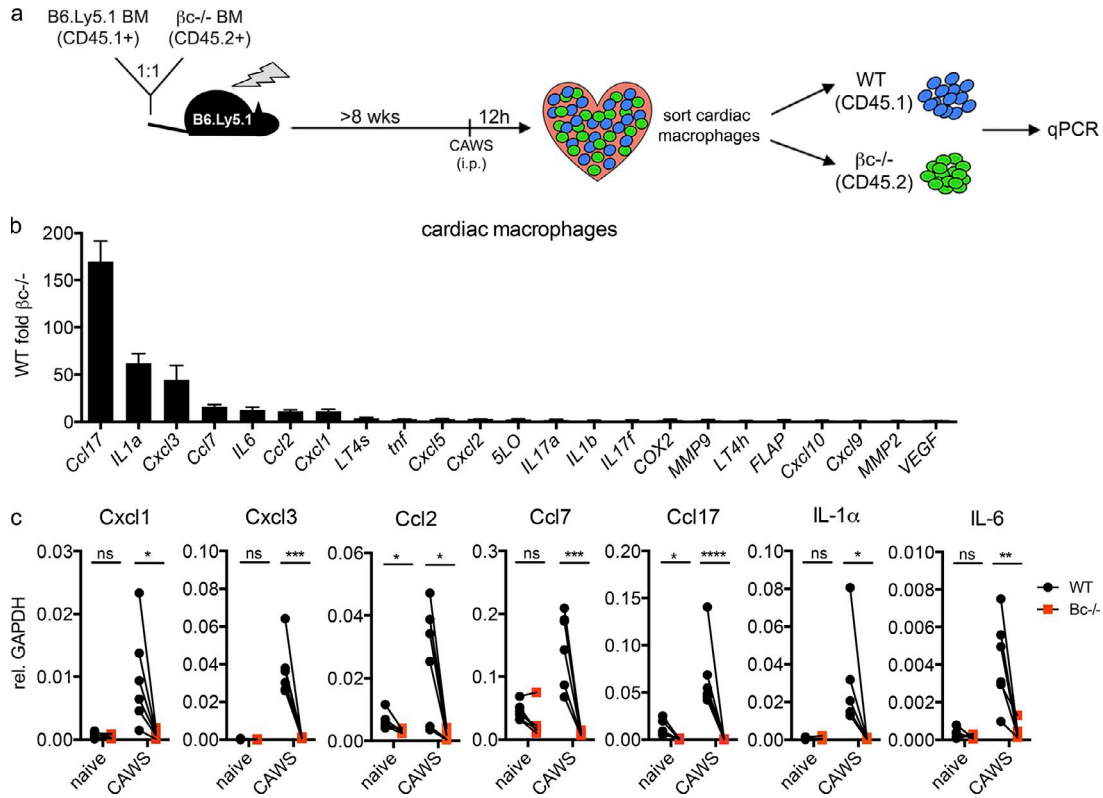 a
B6.Ly5.1 BM
(CD45.1+)
βc-/- BM
(CD45.2+)
1:1
B6.Ly5.1
>8 wks
12h
CAWS
(i.p.)
sort cardiac
macrophages
WT
(CD45.1)
βc-/-
(CD45.2)
qPCR
b
cardiac macrophages
WT fold βc-/-
200
150
100
50
0
Ccl17
IL1a
Cxcl3
Ccl7
IL6
Ccl2
Cxcl1
LT4s
tnf
Cxcl5
Cxcl2
5LO
IL17a
IL1b
IL17f
COX2
MMP9
LT4h
FLAP
Cxcl10
Cxcl9
MMP2
VEGF
c
rel. GAPDH
Cxcl1
0.03
0.02
0.01
0.00
ns
*
naive
CAWS
Cxcl3
0.10
0.08
0.06
0.04
0.02
0.00
ns
***
naive
CAWS
Ccl2
0.06
0.04
0.02
0.00
*
*
naive
CAWS
Ccl7
0.3
0.2
0.1
0.0
ns
***
naive
CAWS
Ccl17
0.20
0.15
0.10
0.05
0.00
*
****
naive
CAWS
IL-1α
0.10
0.08
0.06
0.04
0.02
0.00
ns
*
naive
CAWS
IL-6
0.010
0.008
0.006
0.004
0.002
0.000
ns
**
naive
CAWS
WT
Bc-/-